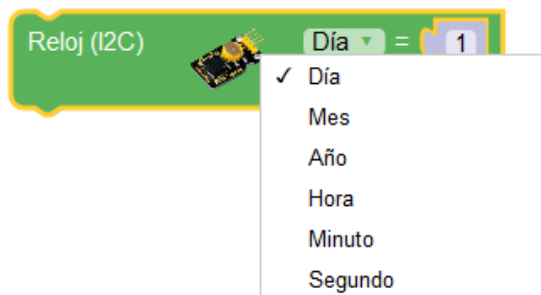 Reloj (I2C) Día = 1
✓ Día
Mes
Año
Hora
Minuto
Segundo